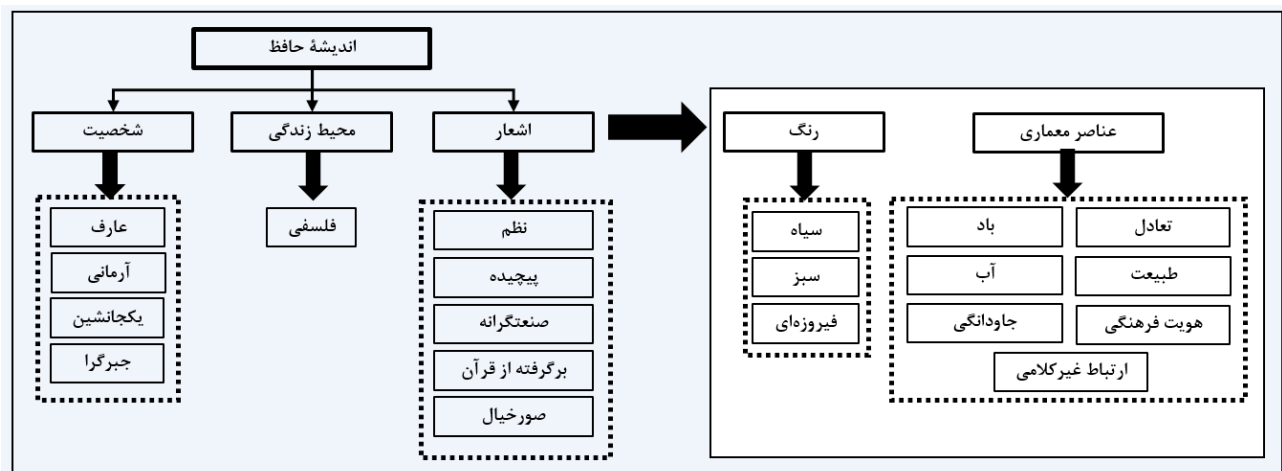 اندیشۀ حافظ
عناصر معماری
رنگ
اشعار
محیط زندگی
شخصیت
تعادل
باد
طبیعت
آب
هویت فرهنگی
جاودانگی
ارتباط غیرکلامی
سیاه
سبز
فیروزه‌ای
نظم
پیچیده
صنعتگرانه
برگرفته از قرآن
صورخیال
فلسفی
عارف
آرمانی
یکجانشین
جبرگرا